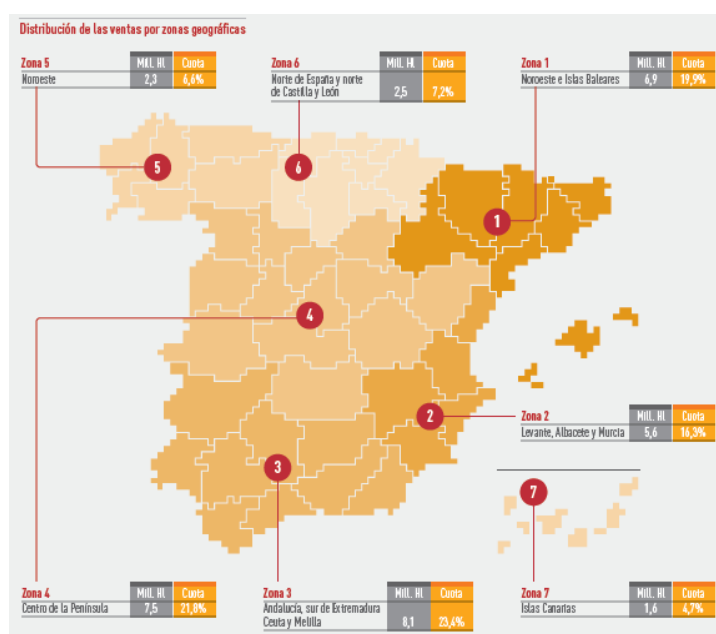 Distribución de las ventas por zonas geográficas
Zona 5 Mill. Hl Cuota
Noroeste 2,3 6,6%
Zona 6 Mill. Hl Cuota
Norte de España y norte
de Castilla y León 2,5 7,2%
Zona 1 Mill. Hl Cuota
Noroeste e Islas Baleares 6,9 19,9%
5
6
1
4
2
3
7
Zona 2 Mill. Hl Cuota
Levante, Albacete y Murcia 5,6 16,3%
Zona 4 Mill. Hl Cuota
Centro de la Península 7,5 21,8%
Zona 3 Mill. Hl Cuota
Andalucía, sur de Extremadura
Ceuta y Melilla 8,1 23,4%
Zona 7 Mill. Hl Cuota
Islas Canarias 1,6 4,7%